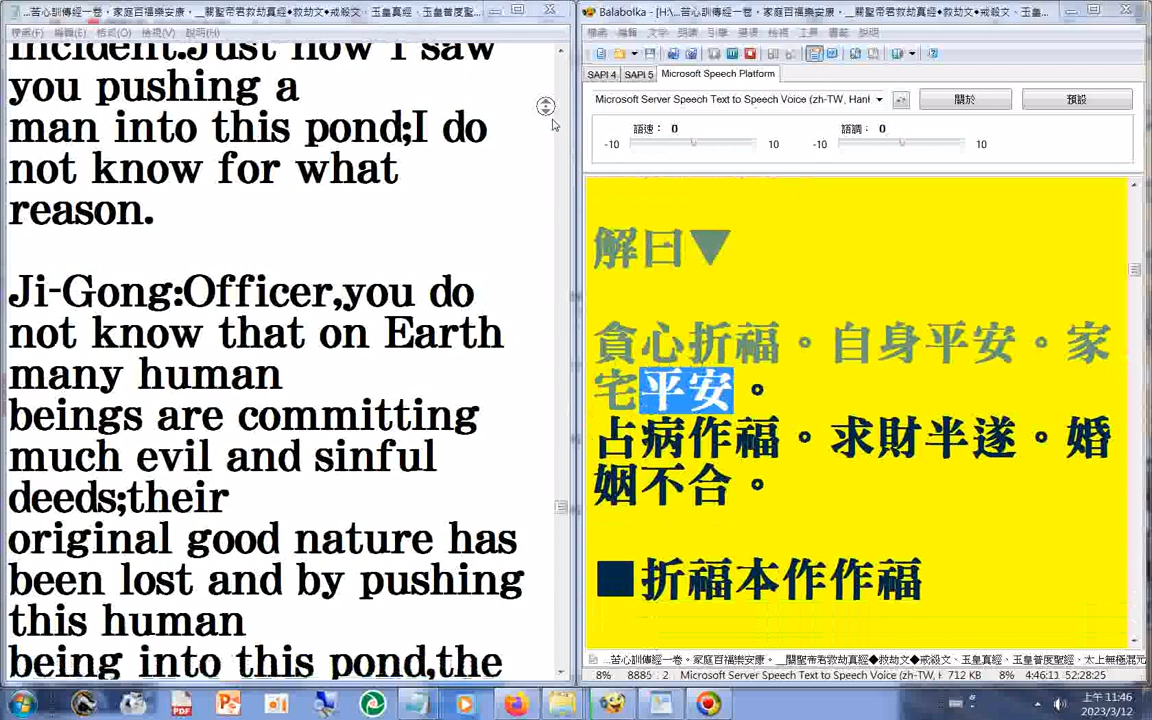 ...苦心訓傳經一卷，家庭百福樂安康，__關聖帝君救劫真經◆救劫文◆戒殺文、玉皇真經、玉皇普度聖...
檔案(F) 編輯(E) 格式(O) 檢視(V) 說明(H)
incident.Just now I saw
you pushing a
man into this pond;I do
not know for what
reason.
Ji-Gong:Officer,you do
not know that on Earth
many human
beings are committing
much evil and sinful
deeds;their
original good nature has
been lost and by pushing
this human
being into this pond,the
Balabolka - [H:\...苦心訓傳經一卷，家庭百福樂安康，__關聖帝君救劫真經◆救劫文◆戒殺文、玉皇真...
檔案 編輯 文字 朗讀 引擎 選項 檢視 工具 書籤 說明
SAPI 4 SAPI 5 Microsoft Speech Platform
Microsoft Server Speech Text to Speech Voice (zh-TW, Hanl
關於
預設
語速： 0
語調： 0
-10 10 -10 10
解曰▼
貪心折福。自身平安。家
宅平安。
占病作福。求財半遂。婚
姻不合。
■折福本作作福
...苦心訓傳經一卷。家庭百福樂安康。__關聖帝君救劫真經◆救劫文◆戒殺文、玉皇真經、玉皇普度聖經、太上無極混元
8% 8885 : 2 Microsoft Server Speech Text to Speech Voice (zh-TW, H 712 KB 8% 4:46:11 52:28:25
上午 11:46
2023/3/12